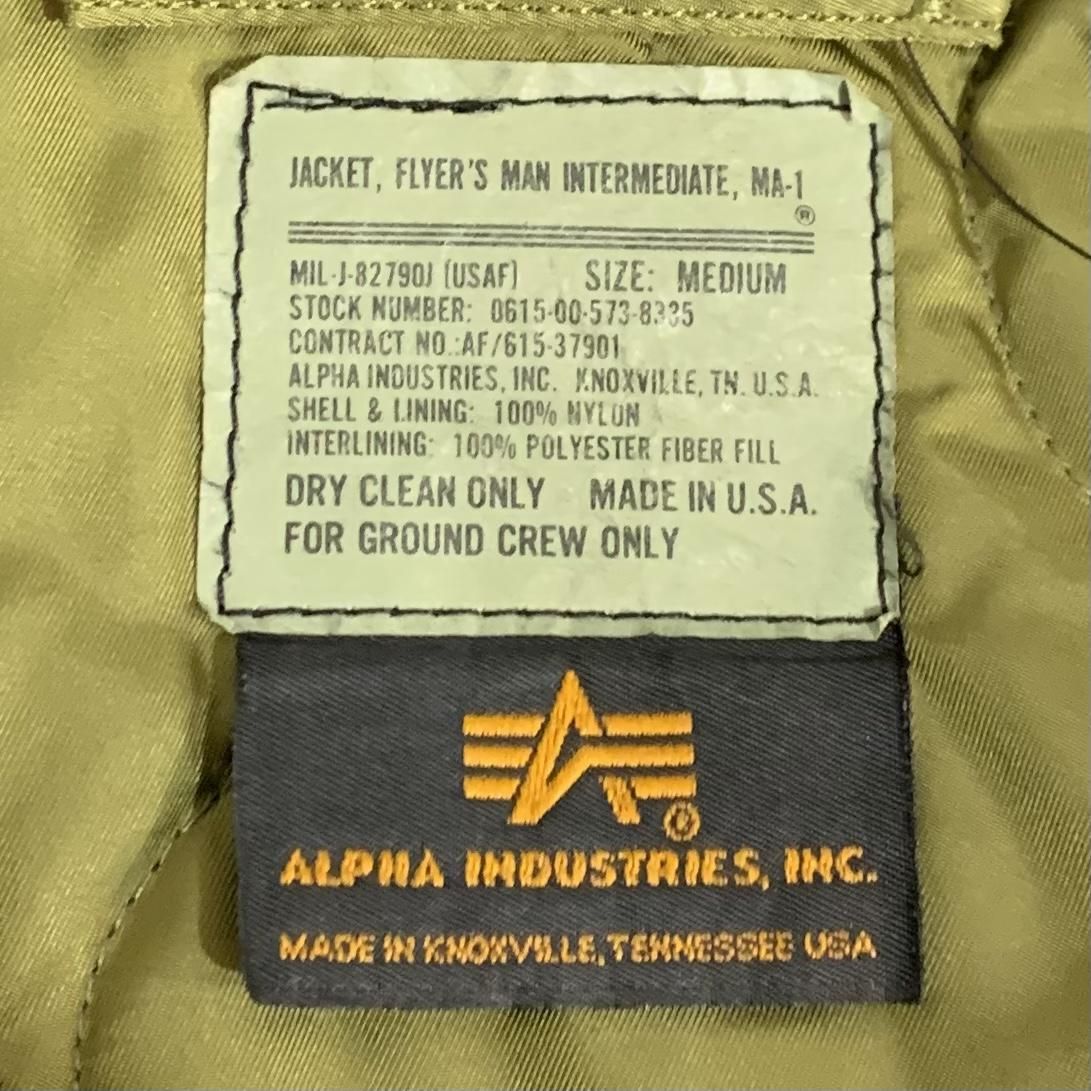 JACKET, FLYER'S MAN INTERMEDIATE, MA-1
®
MIL-J-82790J (USAF) SIZE: MEDIUM
STOCK NUMBER: 0615-00-573-8335
CONTRACT NO.:AF/615-37901
ALPHA INDUSTRIES, INC. KNOXVILLE, TN. U.S.A.
SHELL & LINING: 100% NYLON
INTERLINING: 100% POLYESTER FIBER FILL
DRY CLEAN ONLY MADE IN U.S.A.
FOR GROUND CREW ONLY
®
ALPHA INDUSTRIES, INC.
MADE IN KNOXVILLE, TENNESSEE USA